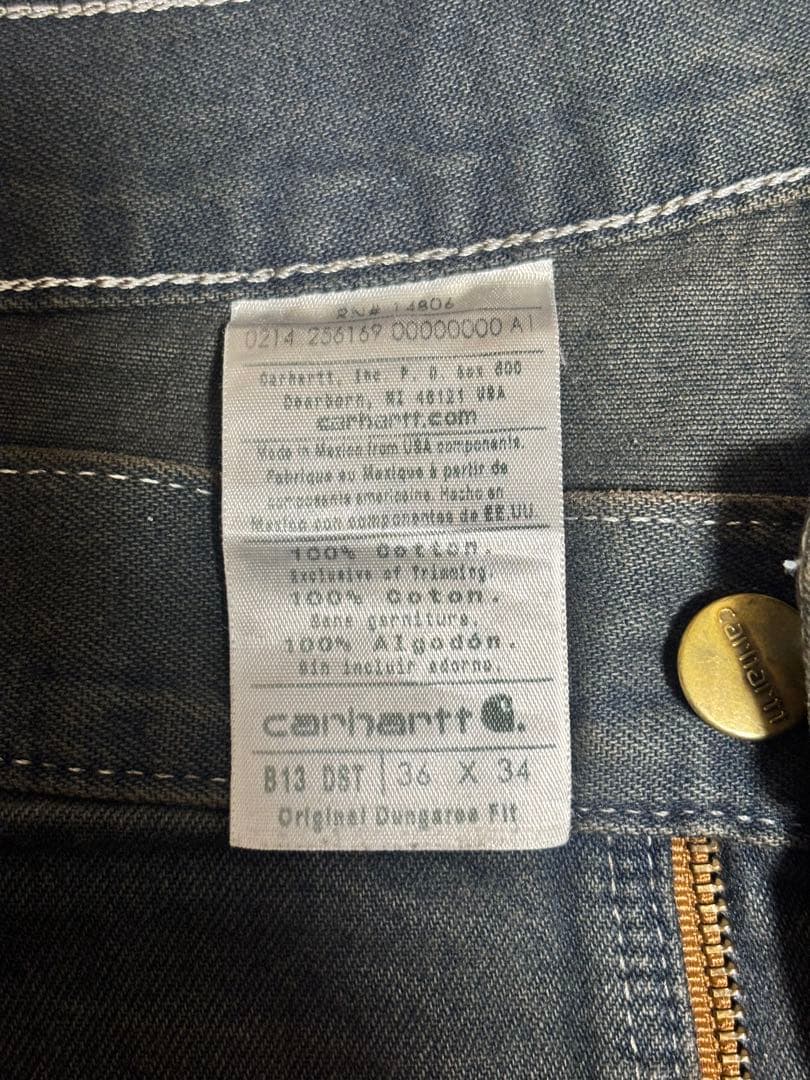 RN# 14806
0214 256169 00000000 A1
Carhartt, Inc. P. O. Box 600
Dearborn, MI 48121 USA
carhartt.com
Made in Mexico from USA components.
Fabrique au Mexique à partir de
composants americains. Hecho en
Mexico con componentes de EE.UU.
100% Cotton.
Exclusive of Trimming.
100% Coton.
Sans garniture.
100% Algodón.
Sin incluir adorno.
carhartt
B13 DST | 36 X 34
Original Dungaree Fit
carhartt